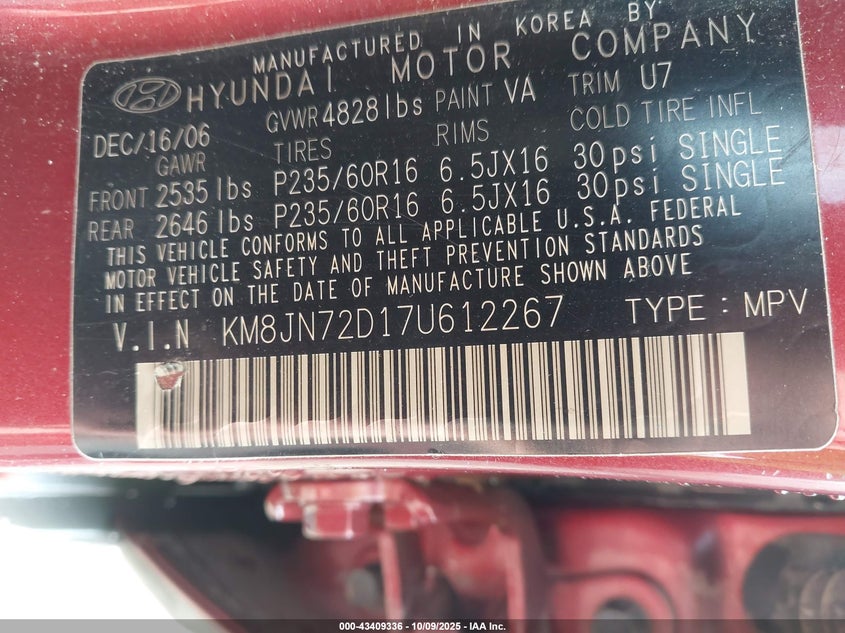 MANUFACTURED IN KOREA BY
HYUNDAI MOTOR COMPANY
DEC/16/06 GVWR 4828 lbs PAINT VA TRIM U7
GAWR TIRES RIMS COLD TIRE INFL
FRONT 2535 lbs P235/60R16 6.5JX16 30psi SINGLE
REAR 2646 lbs P235/60R16 6.5JX16 30psi SINGLE
THIS VEHICLE CONFORMS TO ALL APPLICABLE U.S.A. FEDERAL
MOTOR VEHICLE SAFETY AND THEFT PREVENTION STANDARDS
IN EFFECT ON THE DATE OF MANUFACTURE SHOWN ABOVE
V.I.N KM8JN72D17U612267 TYPE : MPV
000-43409336 - 10/09/2025 - IAA Inc.